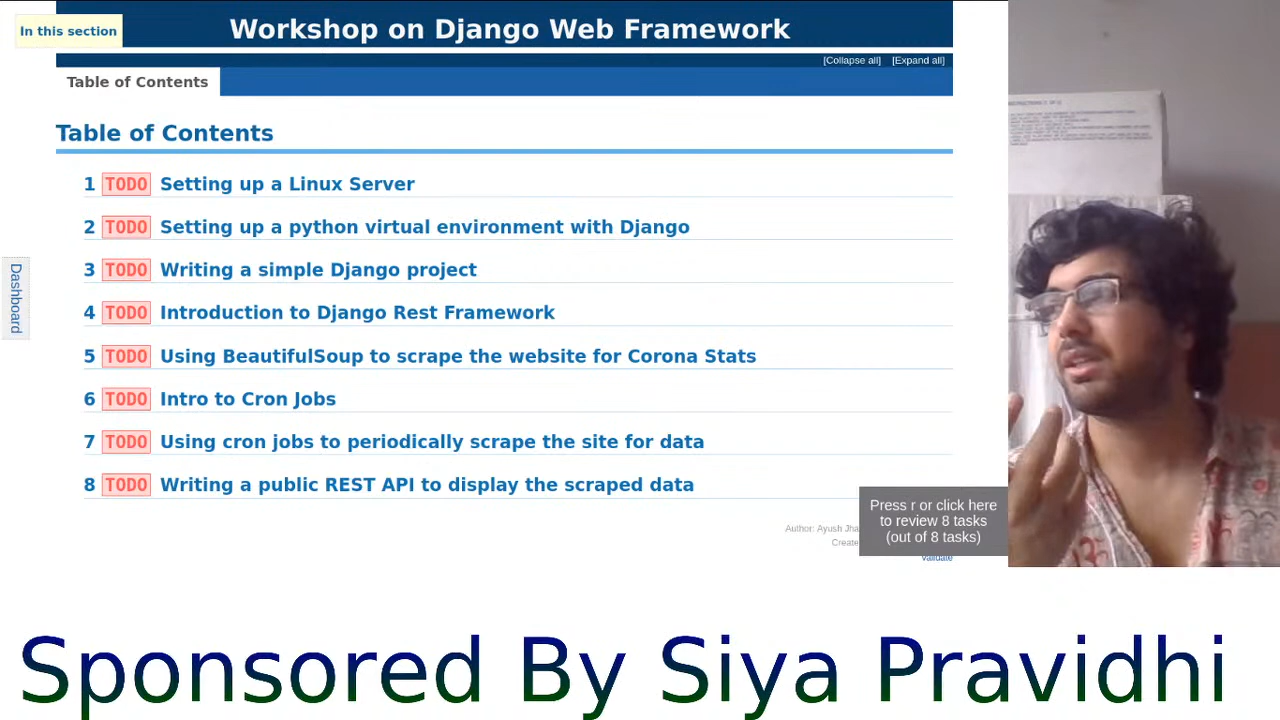 In this section
Workshop on Django Web Framework
[Collapse all] [Expand all]
Table of Contents
Table of Contents
1 TODO Setting up a Linux Server
2 TODO Setting up a python virtual environment with Django
3 TODO Writing a simple Django project
4 TODO Introduction to Django Rest Framework
5 TODO Using BeautifulSoup to scrape the website for Corona Stats
6 TODO Intro to Cron Jobs
7 TODO Using cron jobs to periodically scrape the site for data
8 TODO Writing a public REST API to display the scraped data
Dashboard
Press r or click here
to review 8 tasks
(out of 8 tasks)
Author: Ayush Jha
Create
Validate
Sponsored By Siya Pravidhi